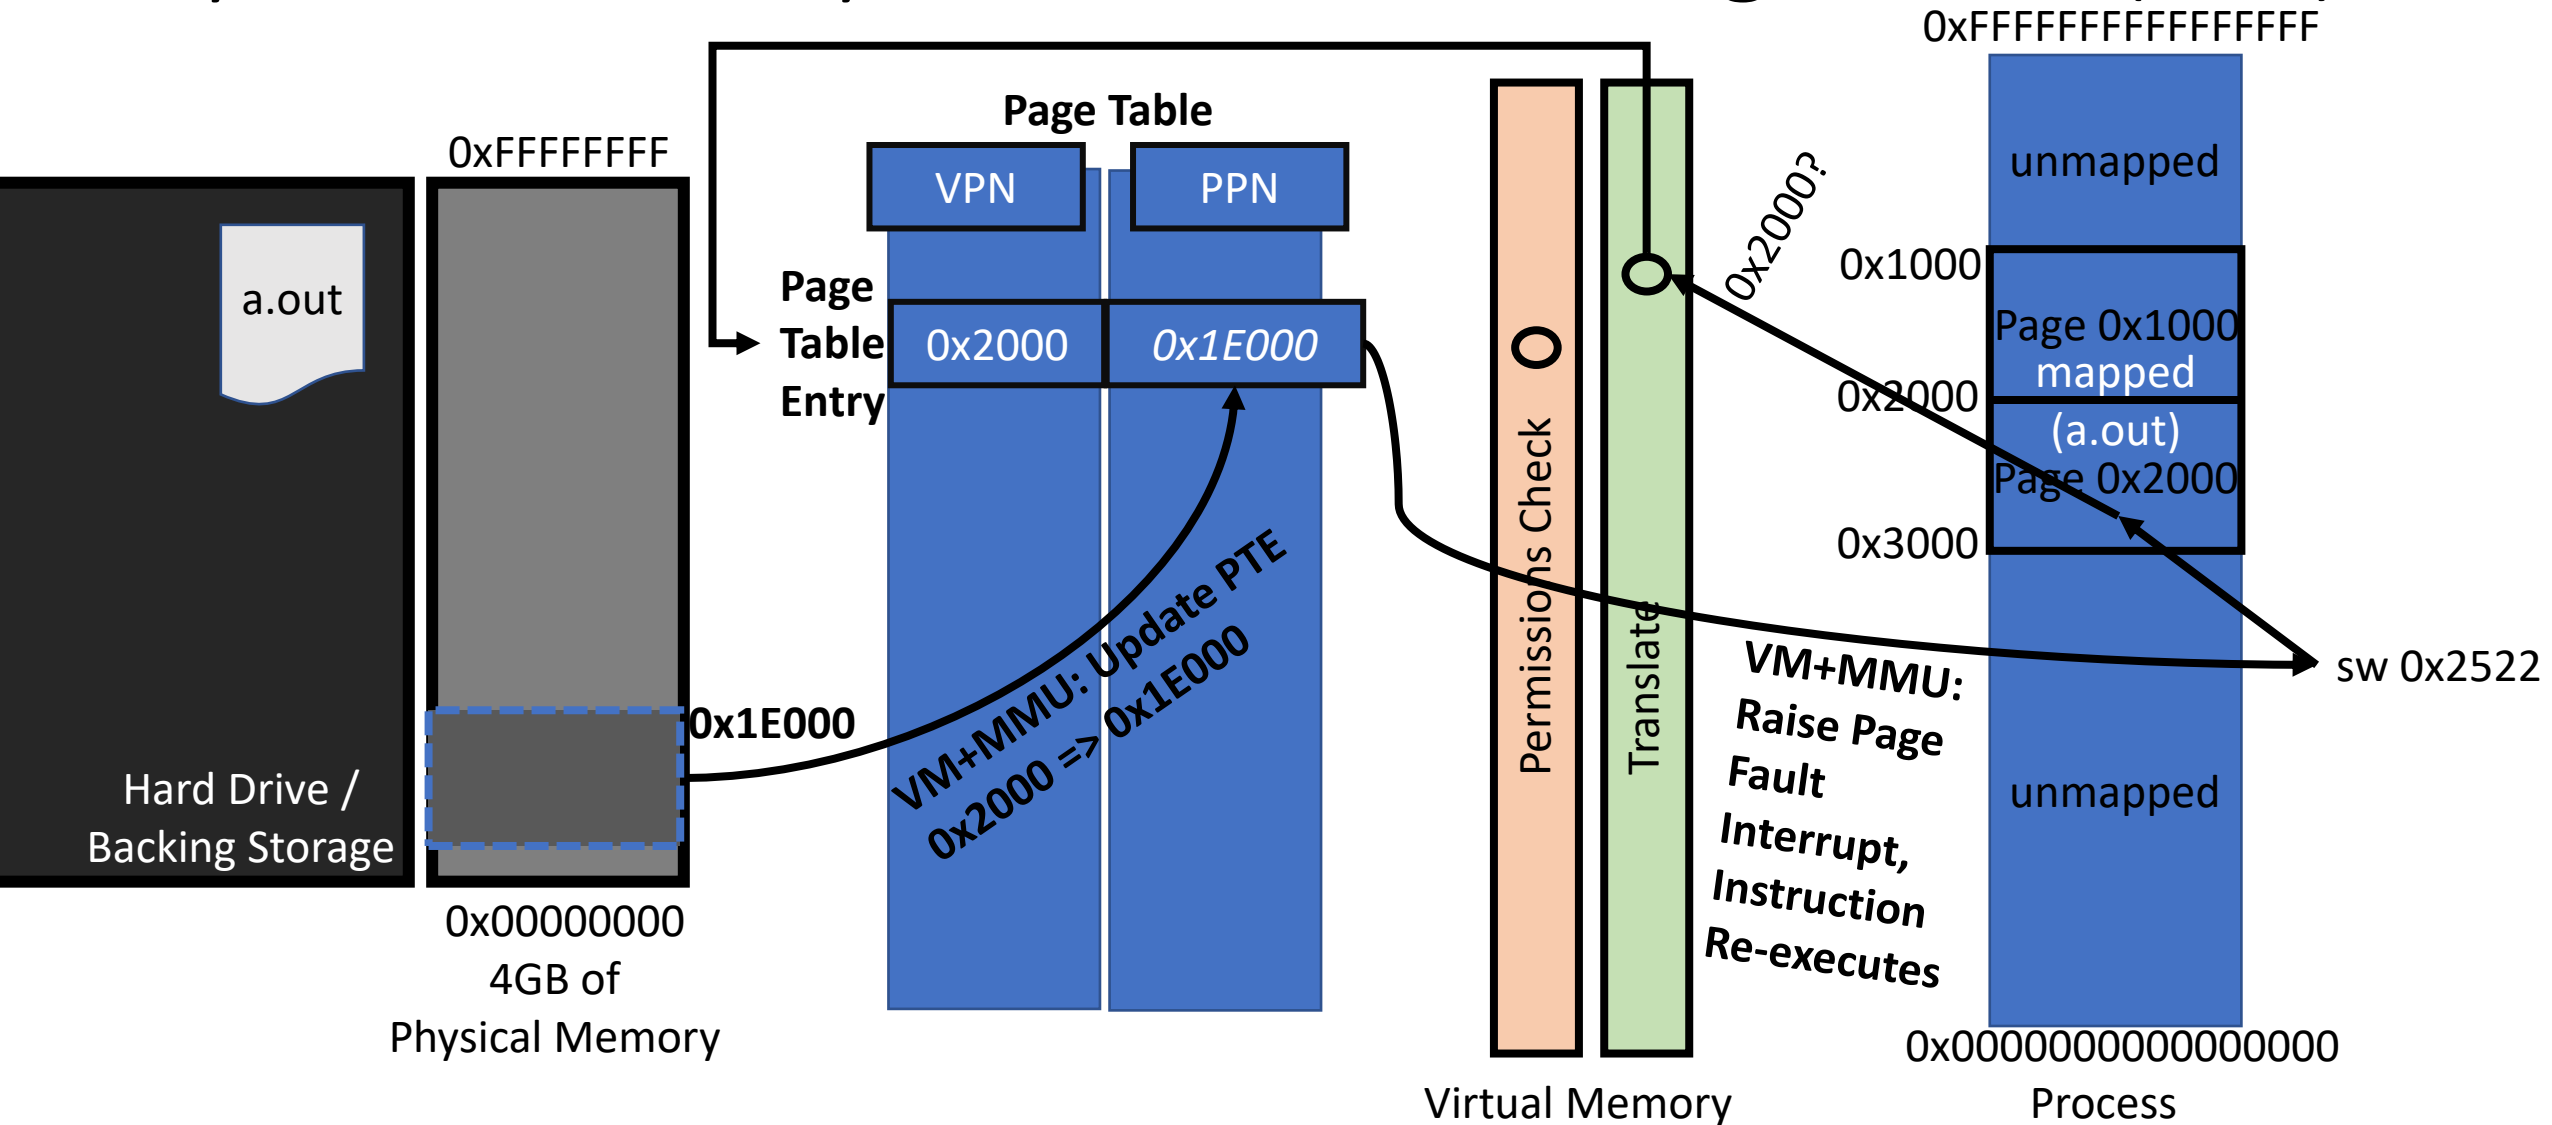 0xFFFFFFFFFFFFFFFF
0xFFFFFFFF
a.out
Hard Drive /
Backing Storage
0x00000000
4GB of
Physical Memory
0x1E000
Page Table
VPN
PPN
Page
Table
Entry
0x2000
0x1E000
VM+MMU: Update PTE
0x2000 => 0x1E000
Permissions Check
Translate
Virtual Memory
0x2000?
VM+MMU:
Raise Page
Fault
Interrupt,
Instruction
Re-executes
unmapped
0x1000
Page 0x1000
mapped
0x2000
(a.out)
Page 0x2000
0x3000
sw 0x2522
unmapped
0x0000000000000000
Process